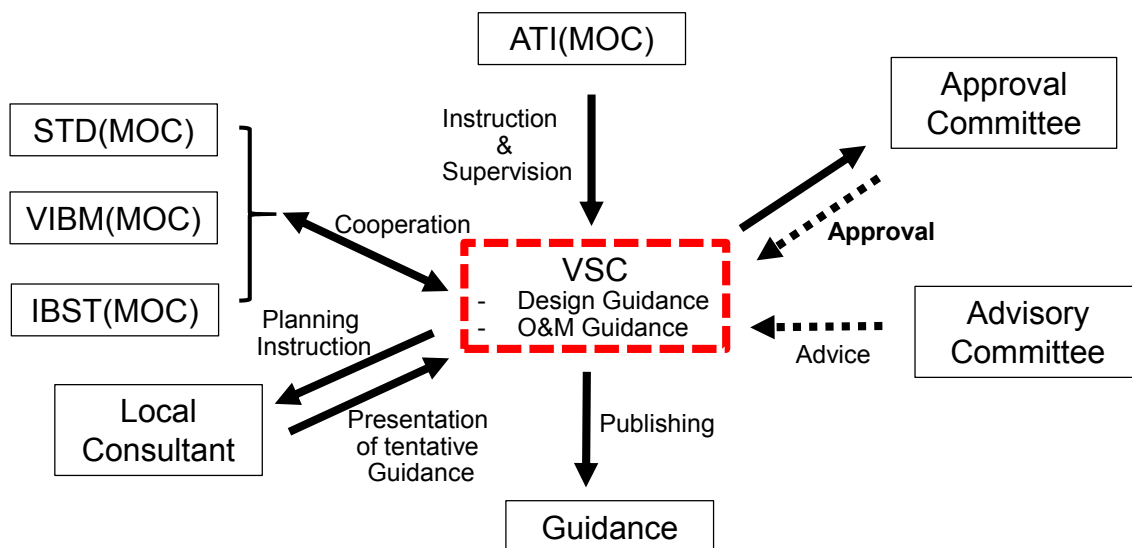 ATI(MOC)
Approval
Committee
Instruction
&
Supervision
STD(MOC)
VIBM(MOC)
IBST(MOC)
Cooperation
Approval
VSC
- Design Guidance
- O&M Guidance
Advisory
Committee
Advice
Planning
Instruction
Local
Consultant
Presentation
of tentative
Guidance
Publishing
Guidance